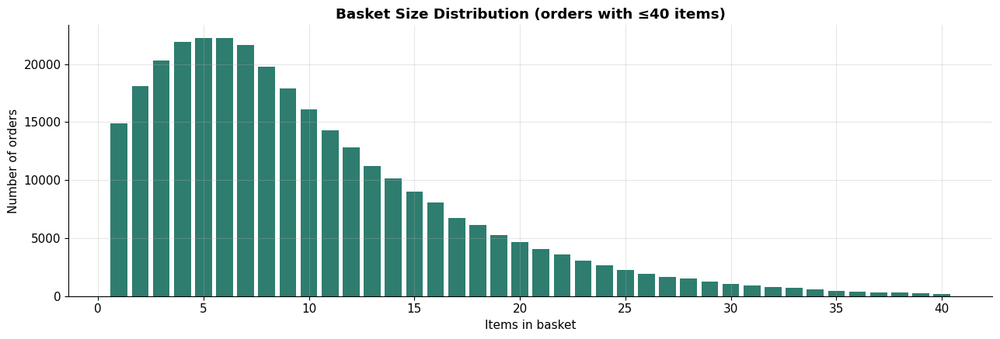 Basket Size Distribution (orders with ≤40 items)
Number of orders
20000
15000
10000
5000
0
0 5 10 15 20 25 30 35 40
Items in basket